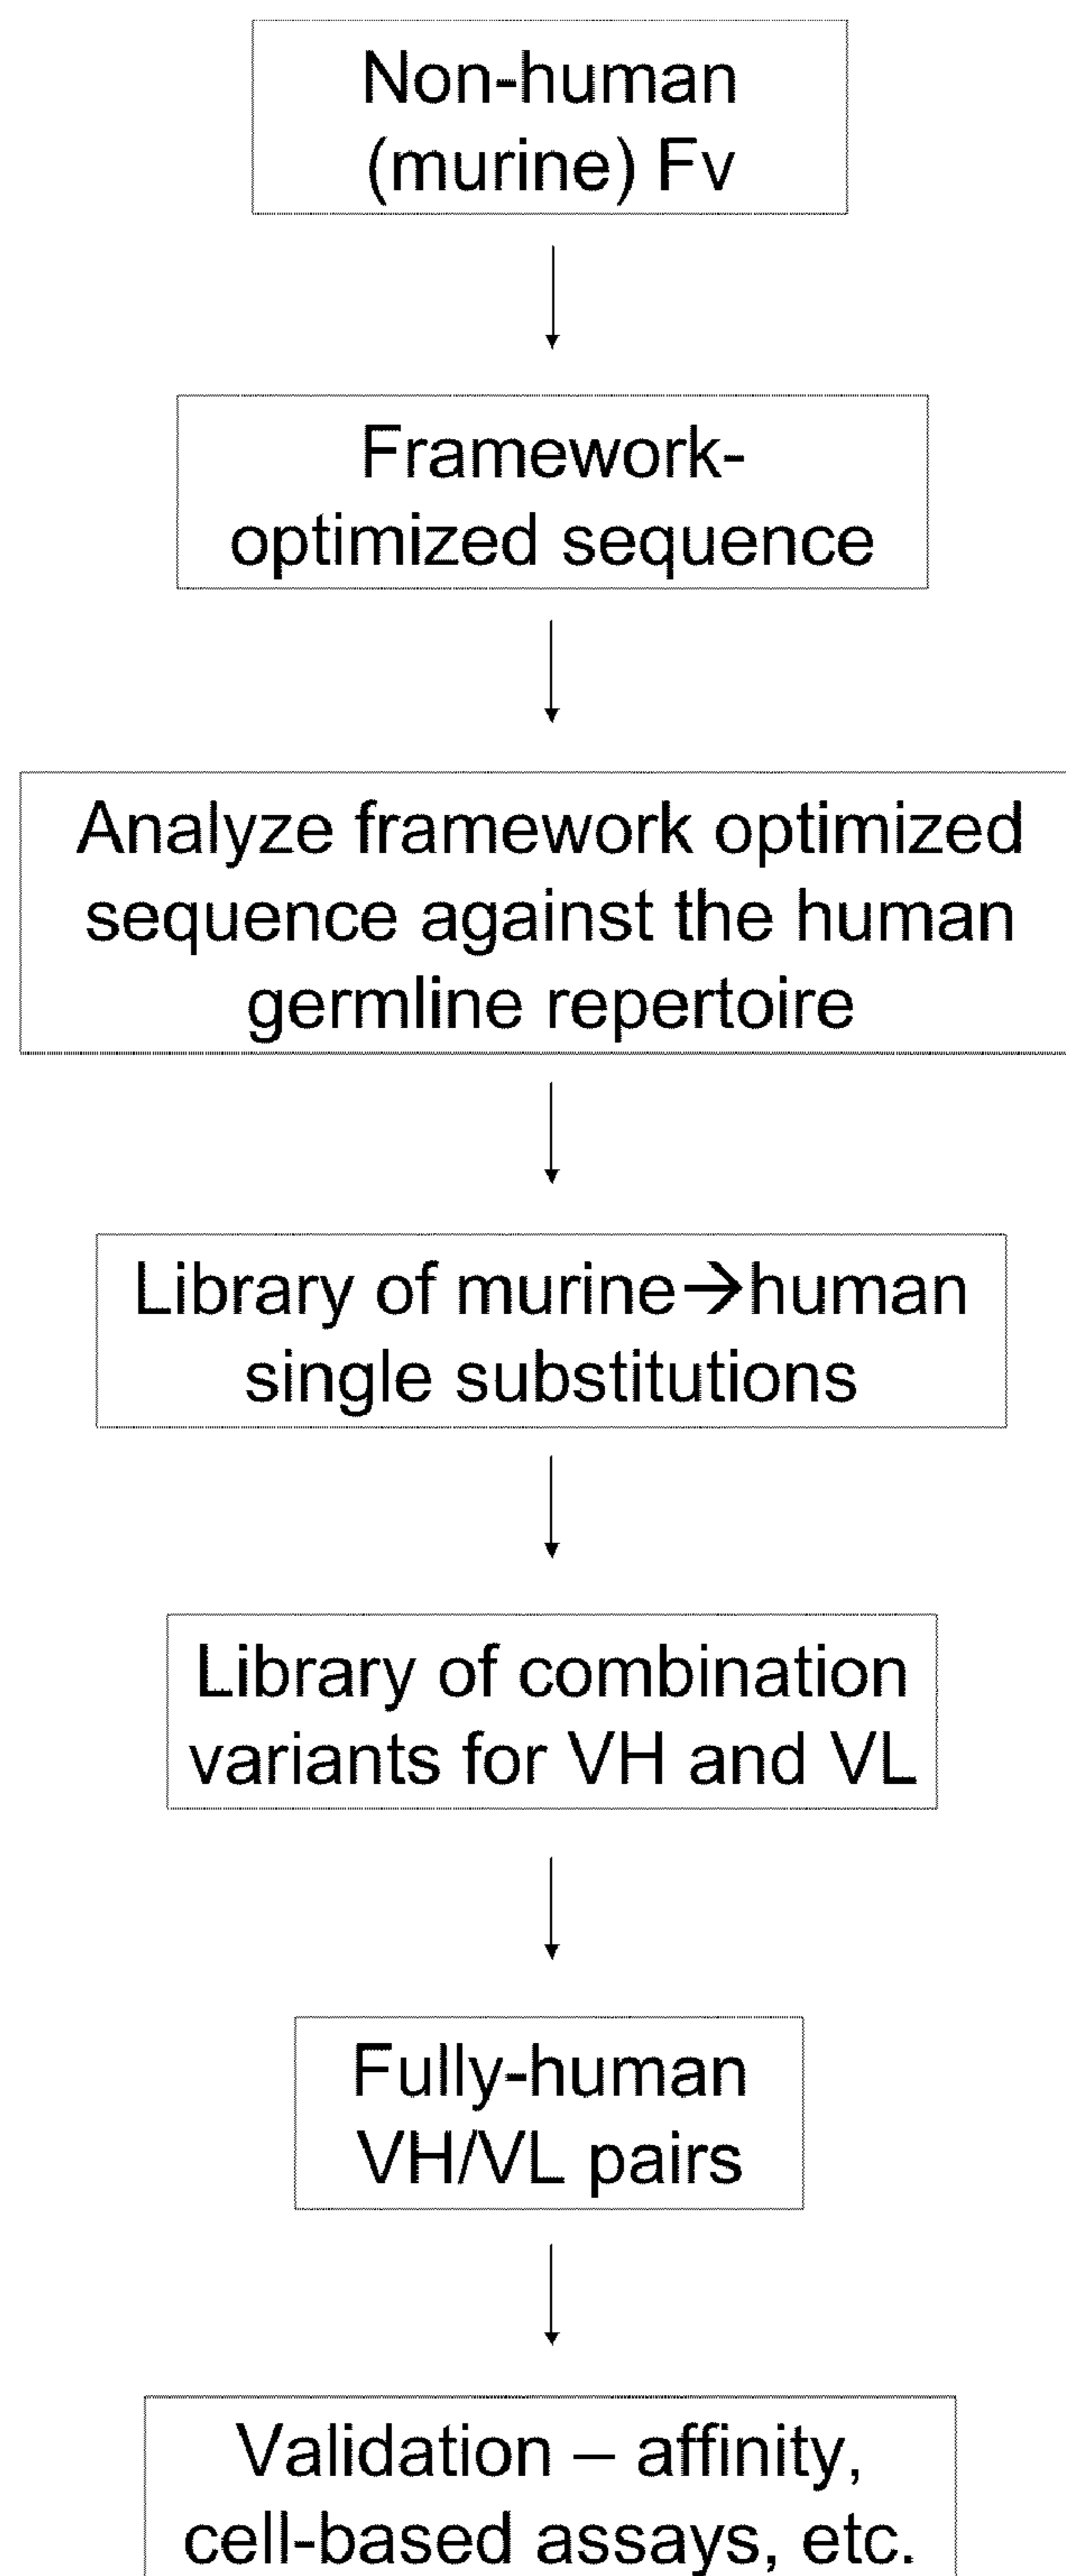 Non-human
(murine) Fv
Framework-
optimized sequence
Analyze framework optimized
sequence against the human
germline repertoire
Library of murine→human
single substitutions
Library of combination
variants for VH and VL
Fully-human
VH/VL pairs
Validation – affinity,
cell-based assays, etc.